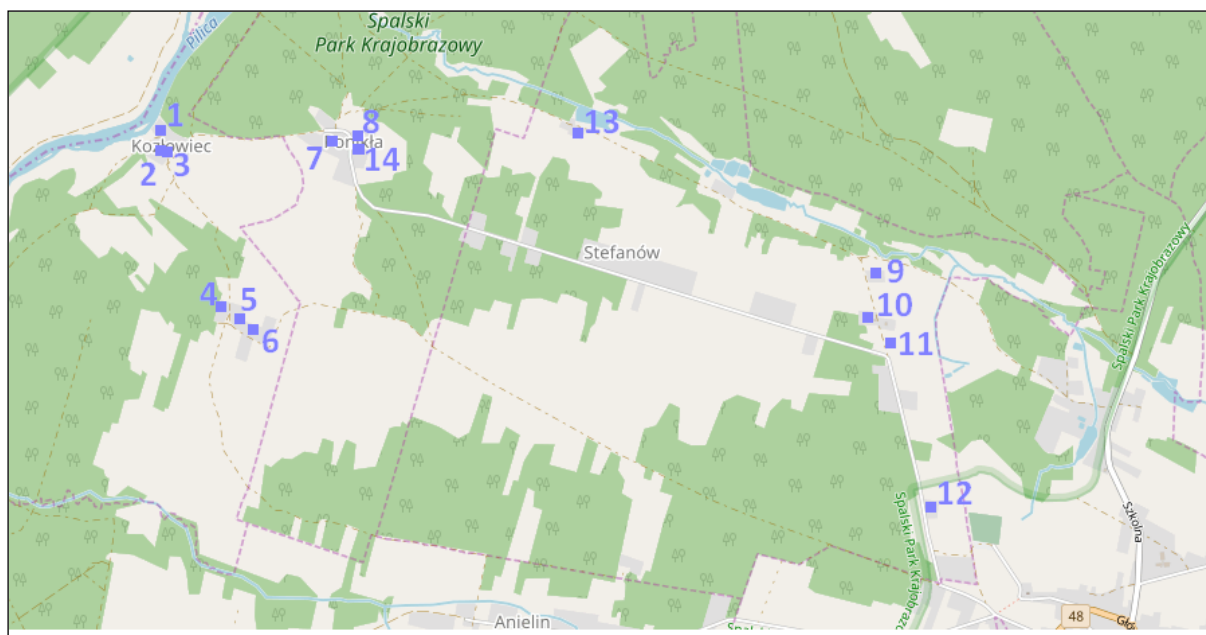 Spalski
Park Krajobrazowy
Pilica
1
Kozłowiec
2
3
7
8
14
13
Stefanów
4
5
6
9
10
11
Spalski Park Krajobrazowy
12
Spalski Park Krajobrazowy
Szkolna
48
Anielin